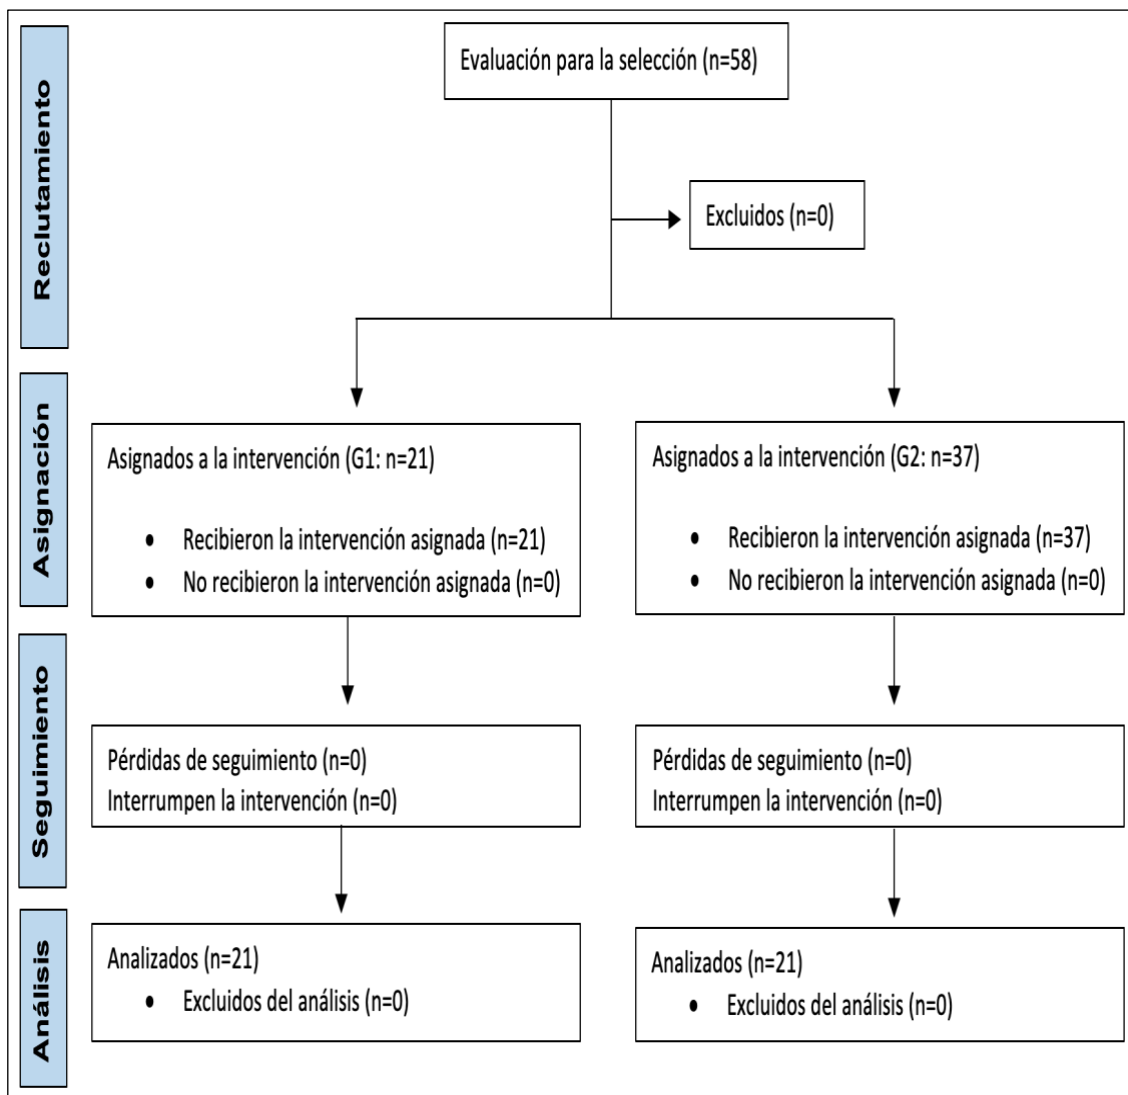 Reclutamiento
Evaluación para la selección (n=58)
Excluidos (n=0)
Asignación
Asignados a la intervención (G1: n=21)
• Recibieron la intervención asignada (n=21)
• No recibieron la intervención asignada (n=0)
Asignados a la intervención (G2: n=37)
• Recibieron la intervención asignada (n=37)
• No recibieron la intervención asignada (n=0)
Seguimiento
Pérdidas de seguimiento (n=0)
Interrumpen la intervención (n=0)
Pérdidas de seguimiento (n=0)
Interrumpen la intervención (n=0)
Análisis
Analizados (n=21)
• Excluidos del análisis (n=0)
Analizados (n=21)
• Excluidos del análisis (n=0)